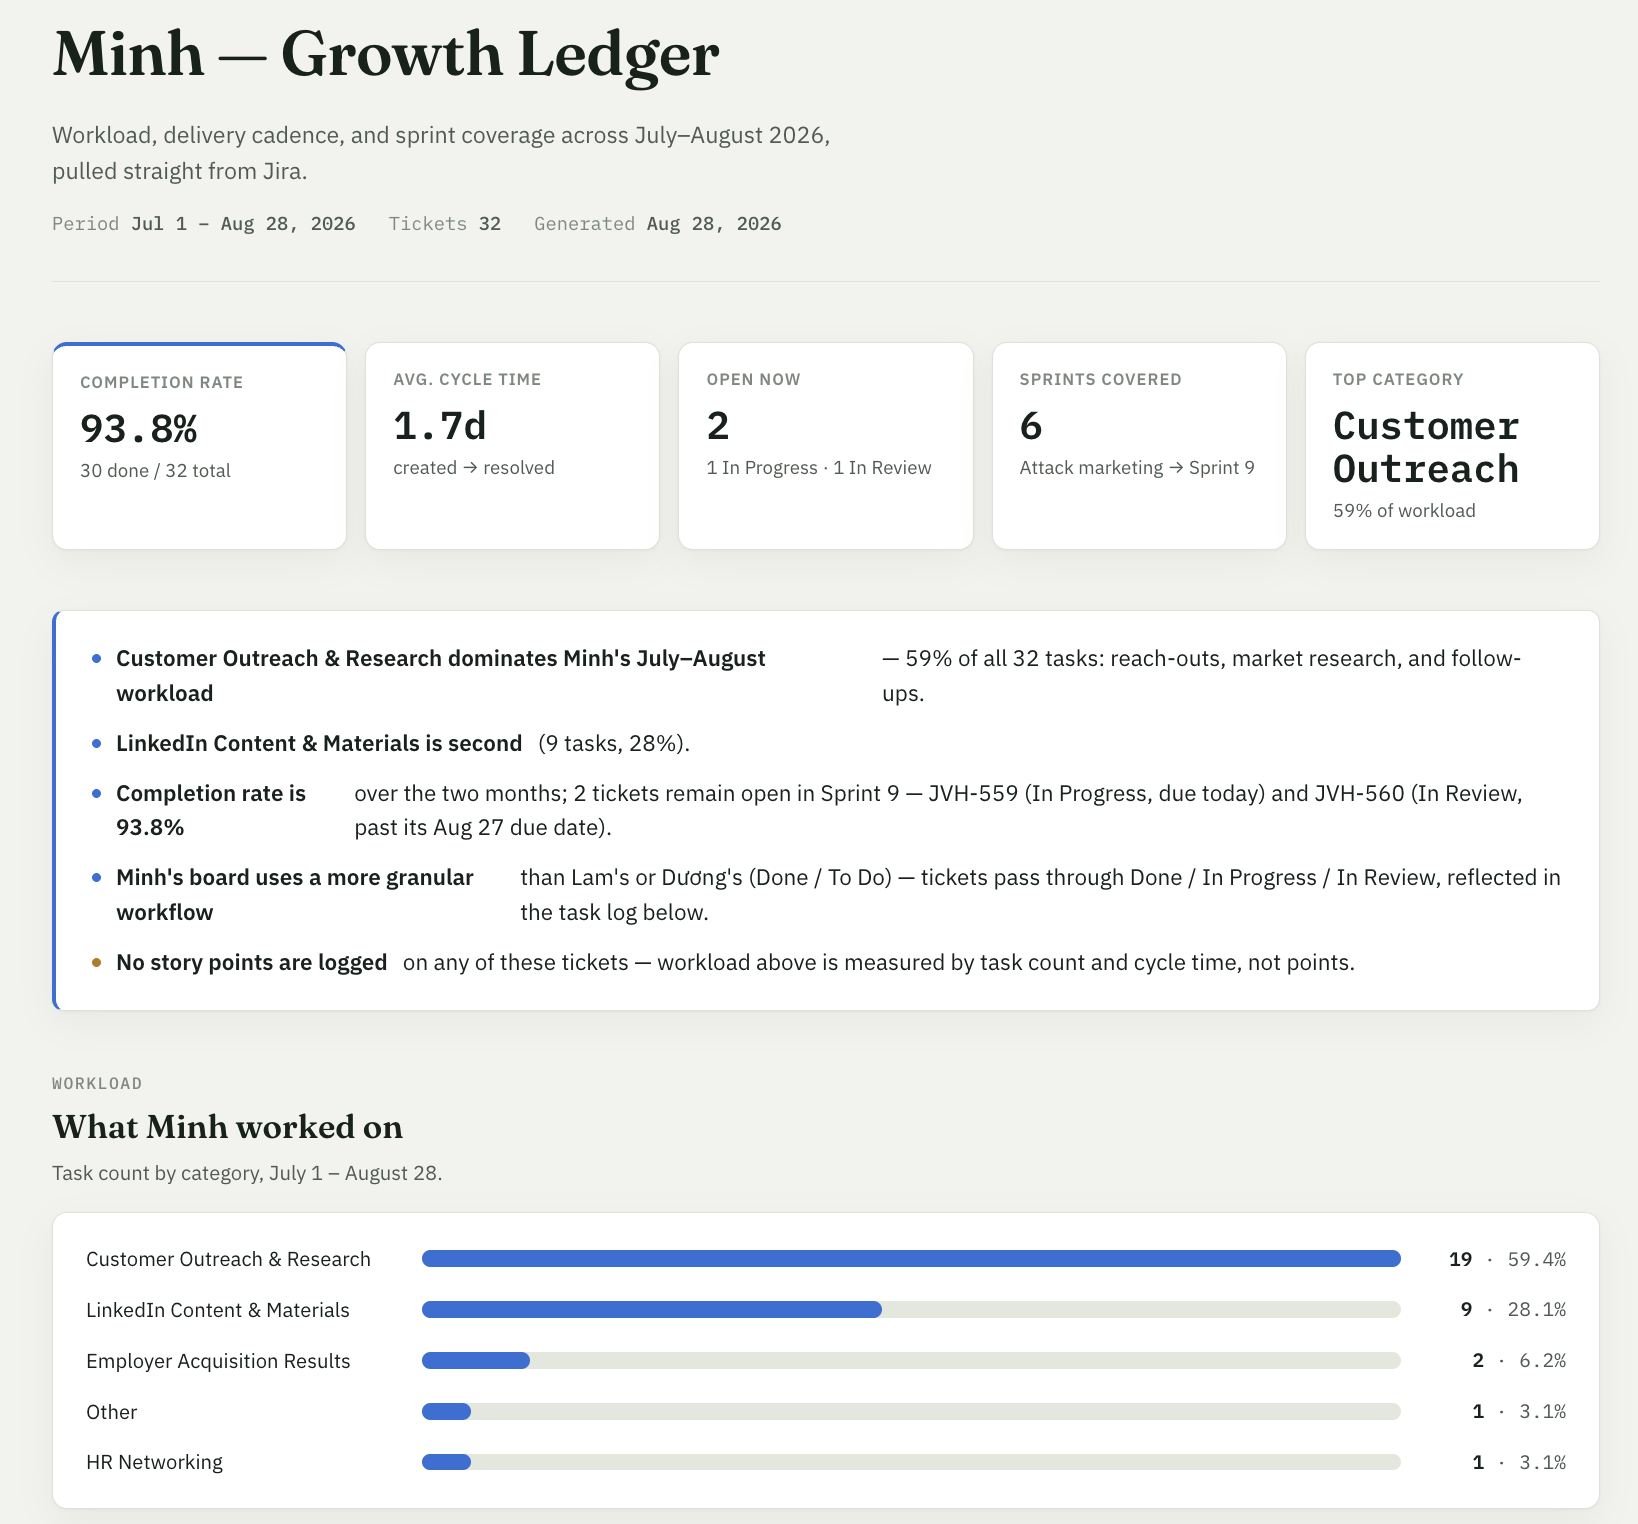 Minh — Growth Ledger
Workload, delivery cadence, and sprint coverage across July–August 2026,
pulled straight from Jira.
Period Jul 1 – Aug 28, 2026 Tickets 32 Generated Aug 28, 2026
COMPLETION RATE
93.8%
30 done / 32 total
AVG. CYCLE TIME
1.7d
created → resolved
OPEN NOW
2
1 In Progress · 1 In Review
SPRINTS COVERED
6
Attack marketing → Sprint 9
TOP CATEGORY
Customer
Outreach
59% of workload
Customer Outreach & Research dominates Minh's July–August
workload
— 59% of all 32 tasks: reach-outs, market research, and follow-
ups.
LinkedIn Content & Materials is second (9 tasks, 28%).
Completion rate is
93.8%
over the two months; 2 tickets remain open in Sprint 9 — JVH-559 (In Progress, due today) and JVH-560 (In Review,
past its Aug 27 due date).
Minh's board uses a more granular
workflow
than Lam's or Dương's (Done / To Do) — tickets pass through Done / In Progress / In Review, reflected in
the task log below.
No story points are logged on any of these tickets — workload above is measured by task count and cycle time, not points.
WORKLOAD
What Minh worked on
Task count by category, July 1 – August 28.
Customer Outreach & Research 19 · 59.4%
LinkedIn Content & Materials 9 · 28.1%
Employer Acquisition Results 2 · 6.2%
Other 1 · 3.1%
HR Networking 1 · 3.1%